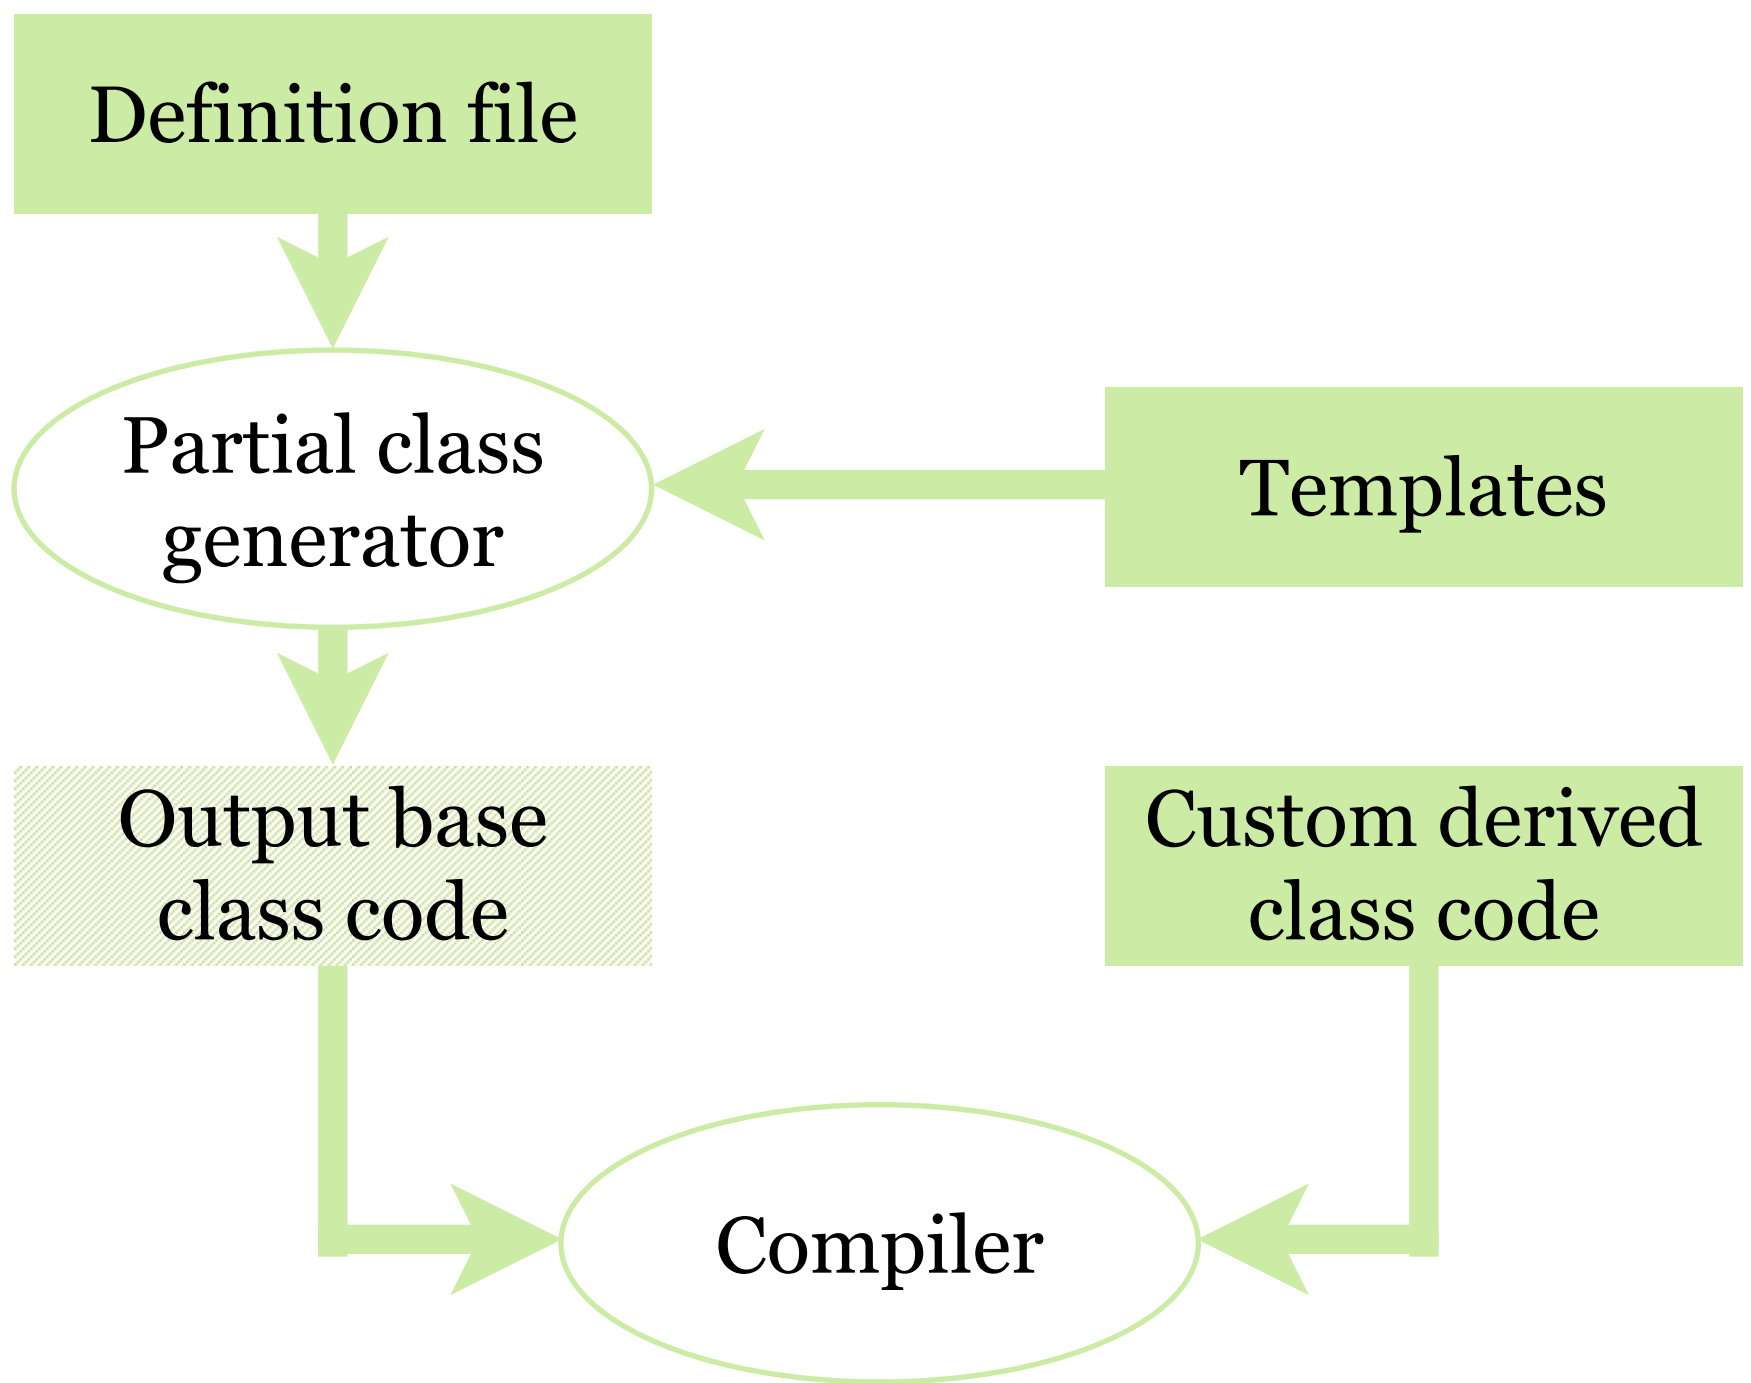 Definition file
Partial class
generator
Templates
Output base
class code
Custom derived
class code
Compiler